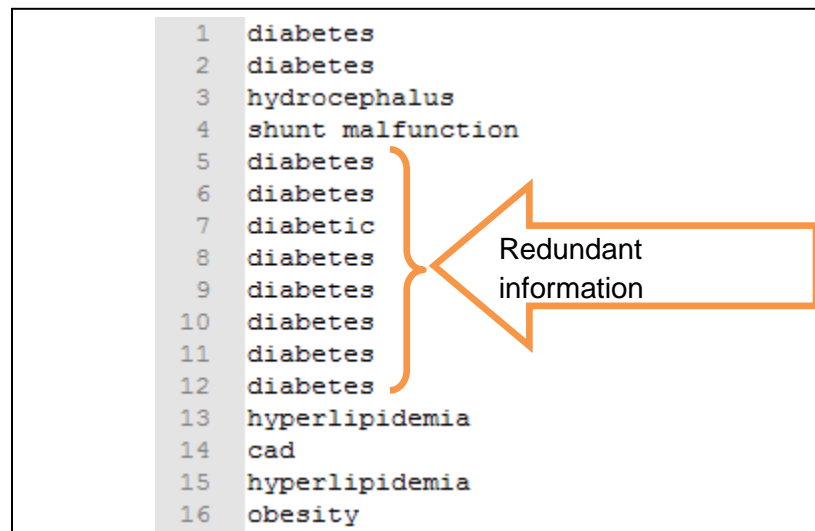 1 diabetes
2 diabetes
3 hydrocephalus
4 shunt malfunction
5 diabetes
6 diabetes
7 diabetic
8 diabetes
9 diabetes
10 diabetes
11 diabetes
12 diabetes
13 hyperlipidemia
14 cad
15 hyperlipidemia
16 obesity
Redundant
information